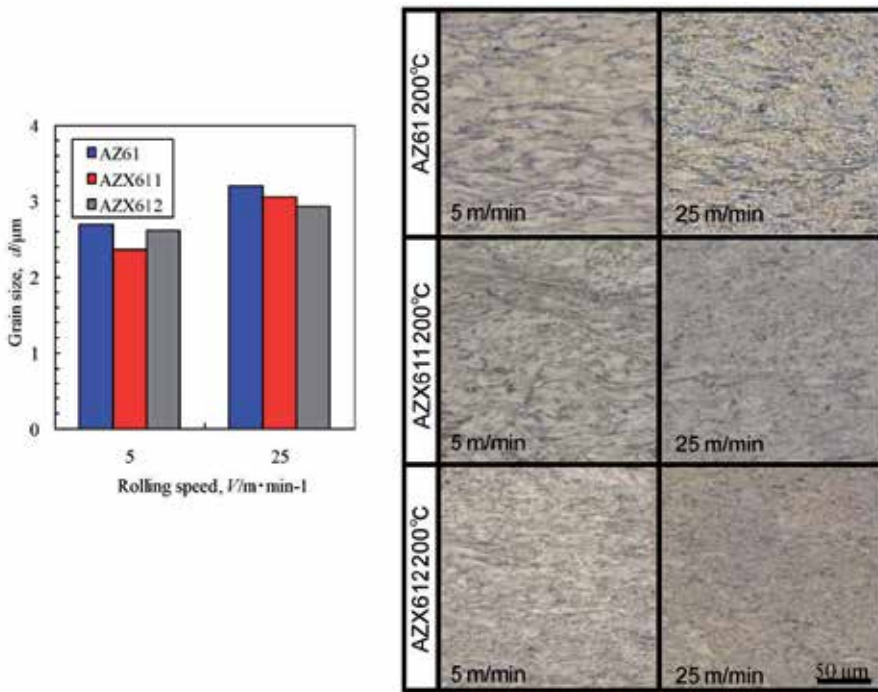 4
3
2
1
0
AZ61
AZX611
AZX612
Grain size, d/μm
5
25
Rolling speed, V/m・min-1
AZ61 200℃
5 m/min
25 m/min
AZX611 200℃
5 m/min
25 m/min
AZX612 200℃
5 m/min
25 m/min
50 μm